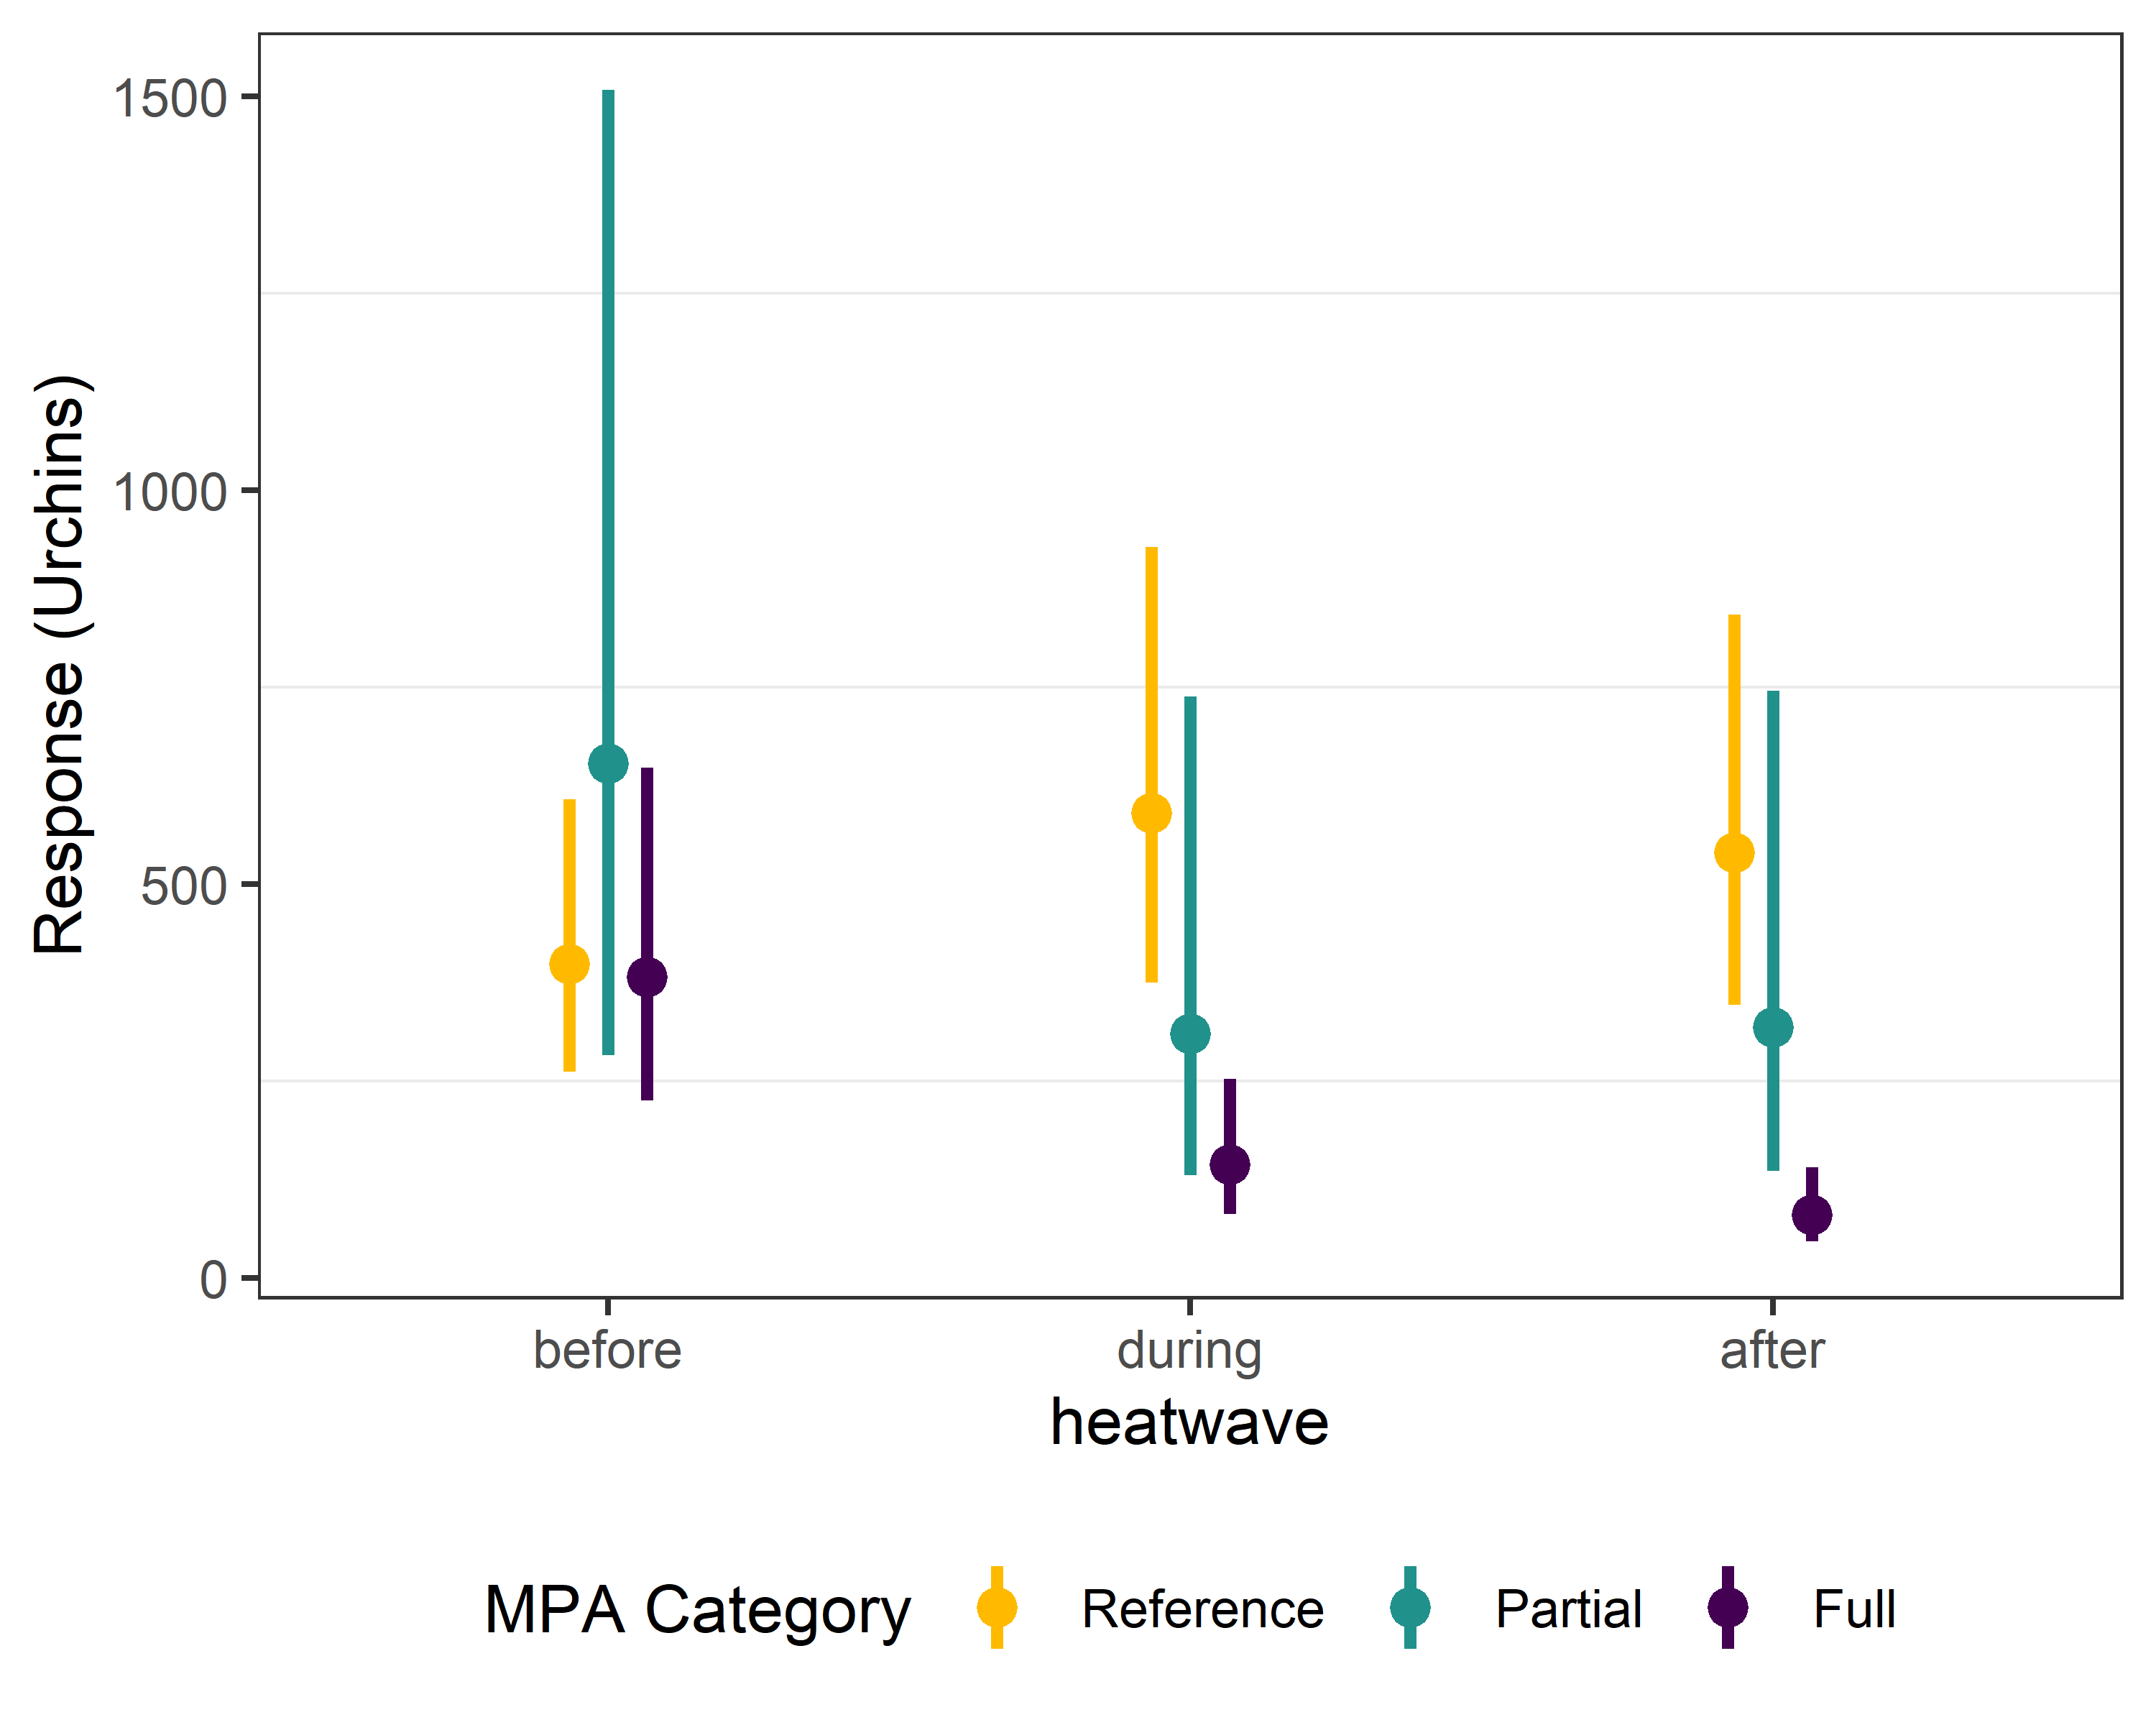 Response (Urchins)
1500
1000
500
0
before during after
heatwave
MPA Category Reference Partial Full